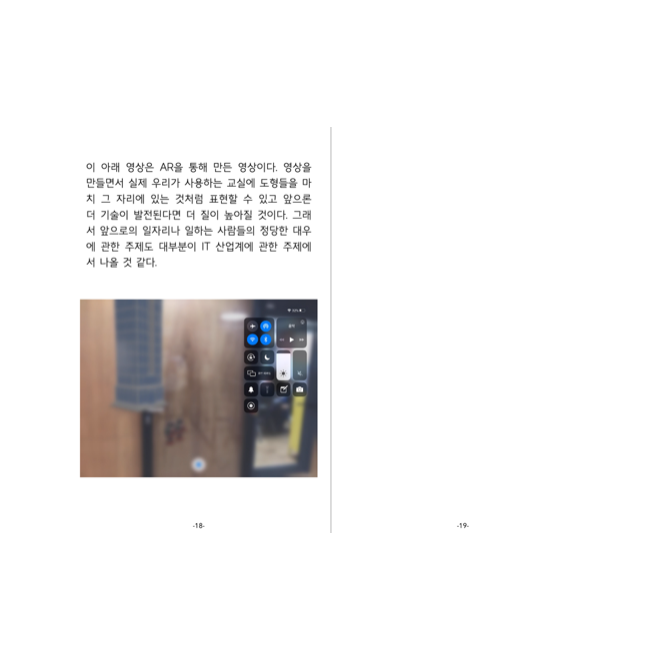 이 아래 영상은 AR을 통해 만든 영상이다. 영상을
만들면서 실제 우리가 사용하는 교실에 도형들을 마
치 그 자리에 있는 것처럼 표현할 수 있고 앞으론
더 기술이 발전된다면 더 질이 높아질 것이다. 그래
서 앞으로의 일자리나 일하는 사람들의 정당한 대우
에 관한 주제도 대부분이 IT 산업계에 관한 주제에
서 나올 것 같다.
-18-
-19-